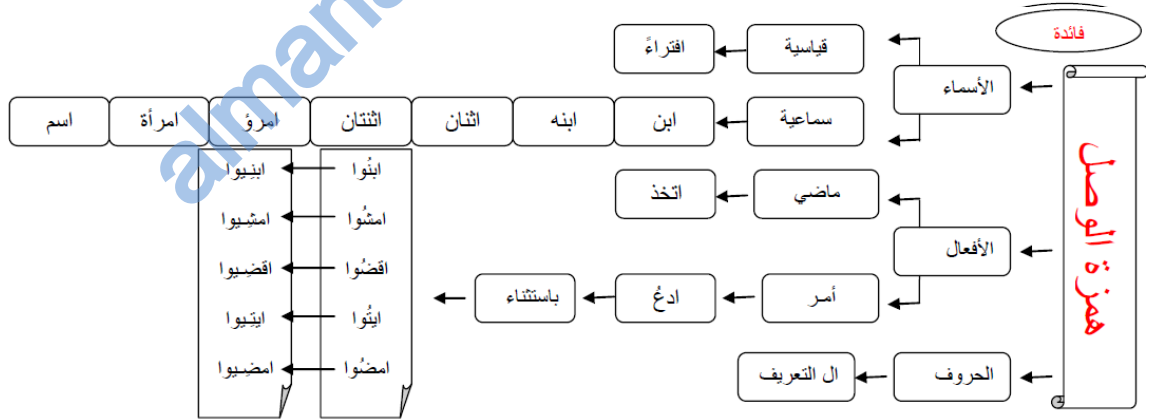 فائدة
همزة الوصل
الأسماء
قياسية
افتراءً
سماعية
ابن
ابنه
اثنان
اثنتان
امرؤ
امرأة
اسم
الأفعال
ماضي
اتخذ
أمر
ادعُ
باستثناء
ابنُوا
ابنِيوا
امشُوا
امشِيوا
اقضُوا
اقضِيوا
ايتُوا
ايتِيوا
امضُوا
امضِيوا
الحروف
ال التعريف